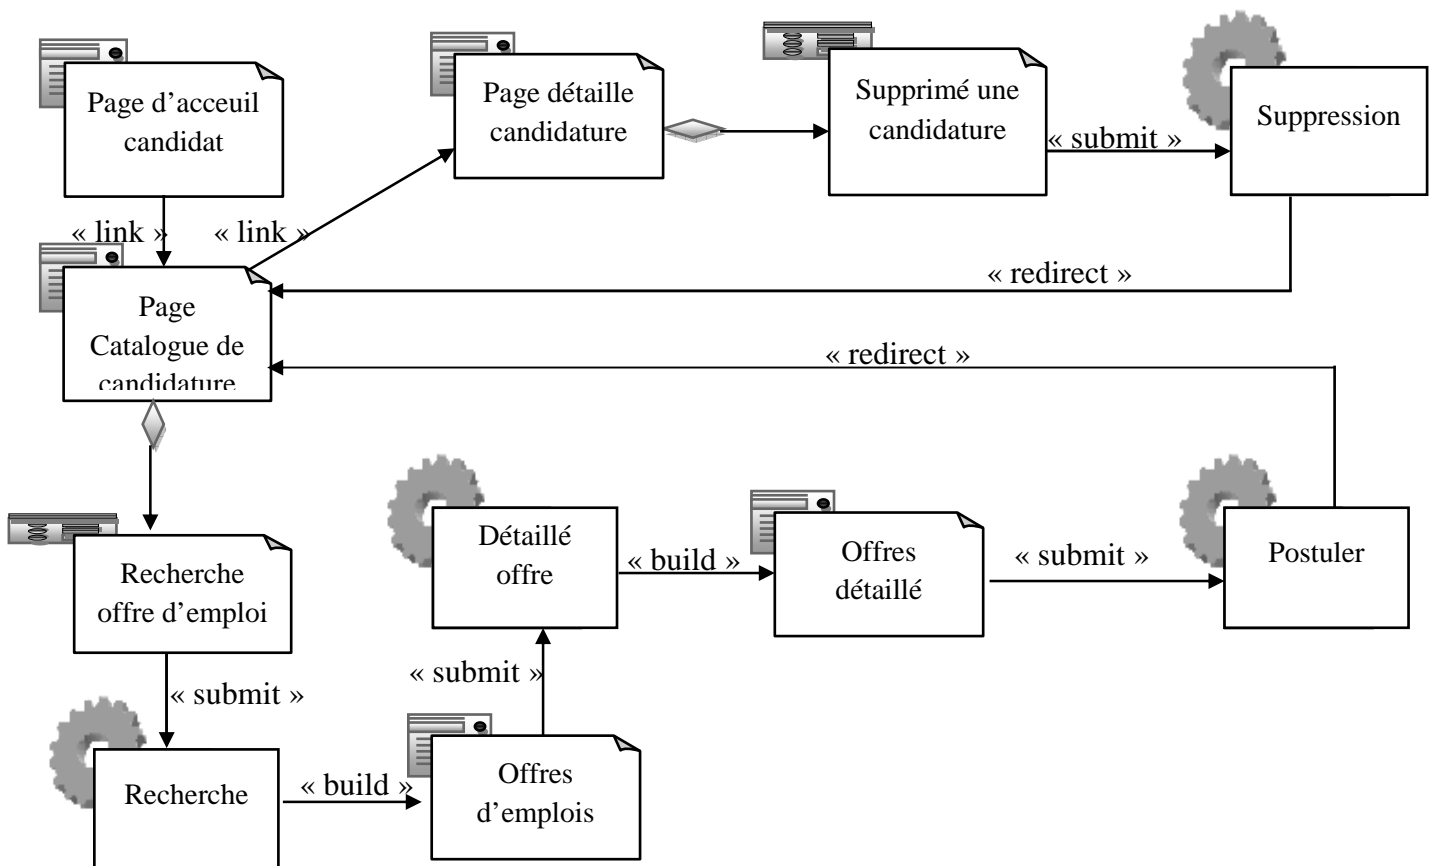 Page d'acceuil
candidat
Page détaille
candidature
Supprimé une
candidature
« submit »
Suppression
« link »
« link »
« redirect »
Page
Catalogue de
candidature
« redirect »
Recherche
offre d'emploi
Détaillé
offre
« build »
Offres
détaillé
« submit »
Postuler
« submit »
« submit »
Recherche
« build »
Offres
d'emplois